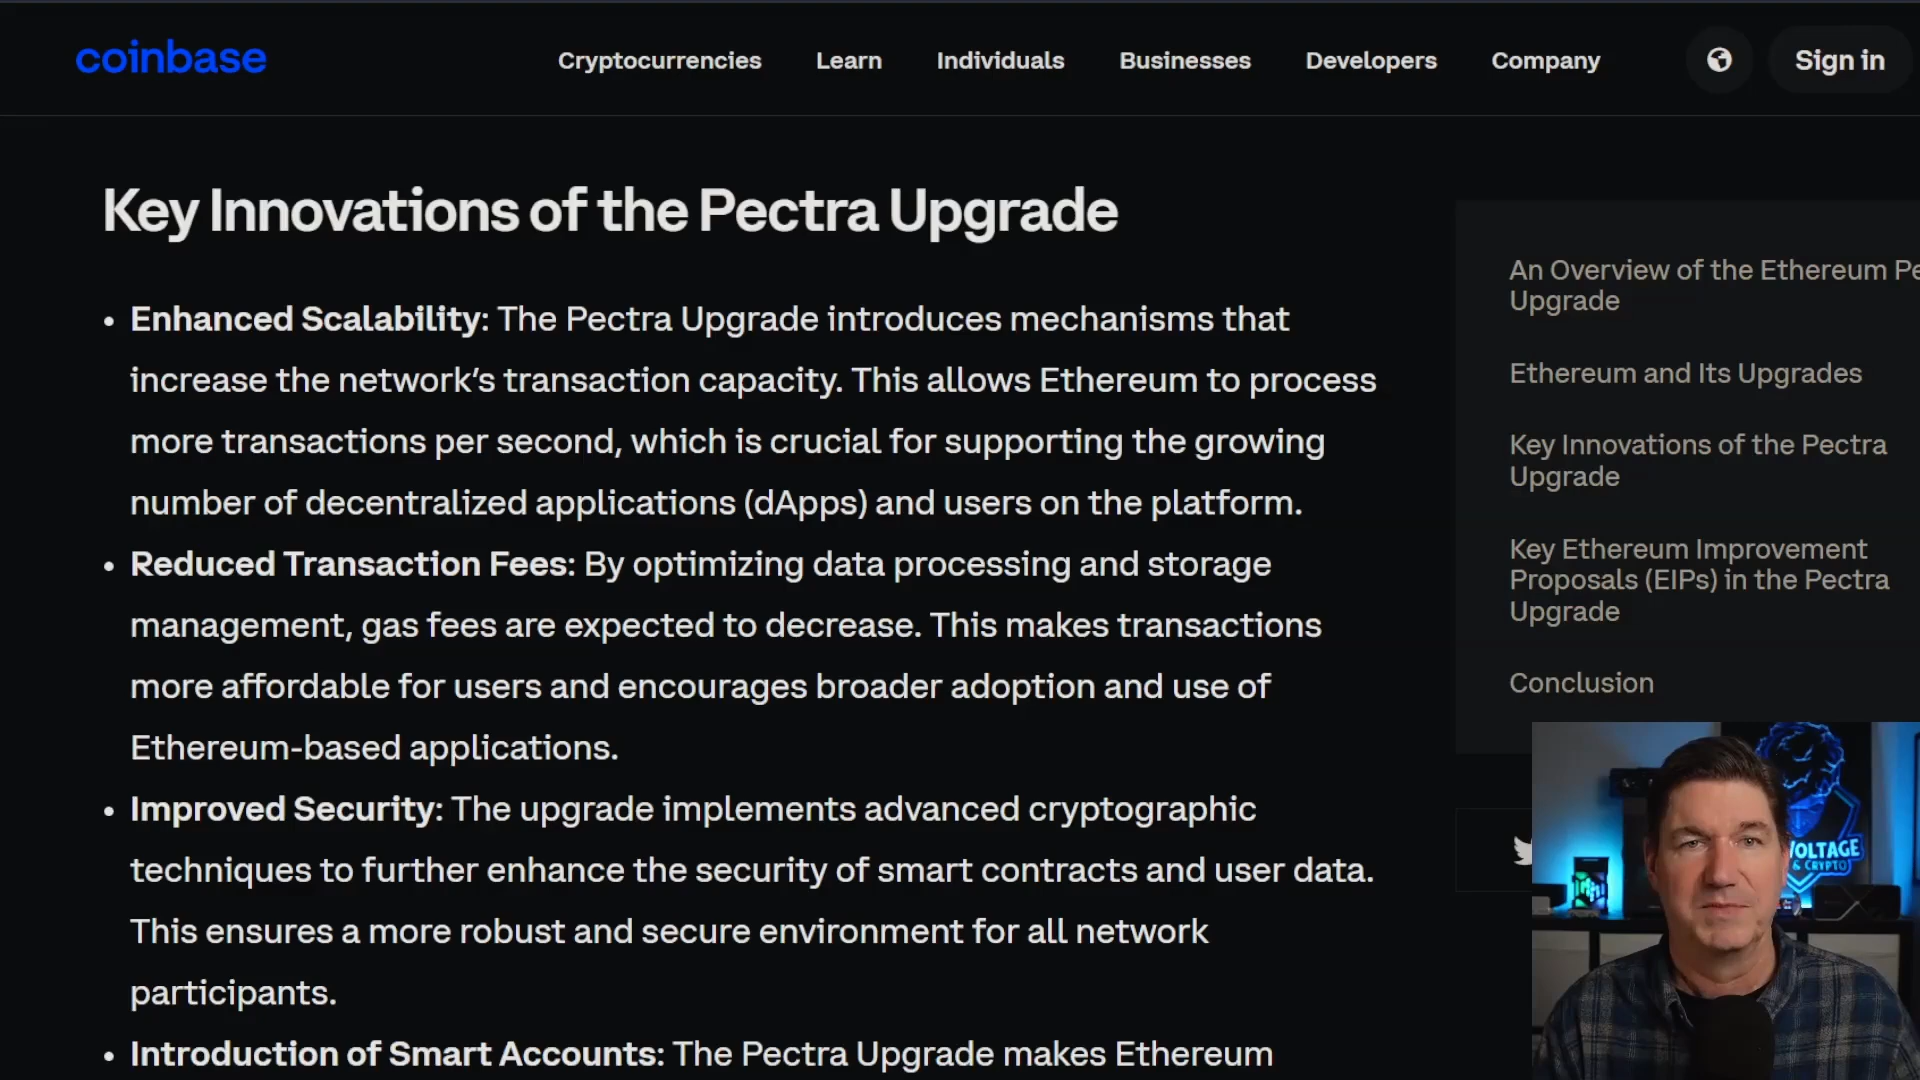 coinbase
Cryptocurrencies Learn Individuals Businesses Developers Company Sign in
Key Innovations of the Pectra Upgrade
• Enhanced Scalability: The Pectra Upgrade introduces mechanisms that
increase the network’s transaction capacity. This allows Ethereum to process
more transactions per second, which is crucial for supporting the growing
number of decentralized applications (dApps) and users on the platform.
• Reduced Transaction Fees: By optimizing data processing and storage
management, gas fees are expected to decrease. This makes transactions
more affordable for users and encourages broader adoption and use of
Ethereum-based applications.
• Improved Security: The upgrade implements advanced cryptographic
techniques to further enhance the security of smart contracts and user data.
This ensures a more robust and secure environment for all network
participants.
• Introduction of Smart Accounts: The Pectra Upgrade makes Ethereum
An Overview of the Ethereum Pe
Upgrade
Ethereum and Its Upgrades
Key Innovations of the Pectra
Upgrade
Key Ethereum Improvement
Proposals (EIPs) in the Pectra
Upgrade
Conclusion
VOLTAGE
& CRYPTO